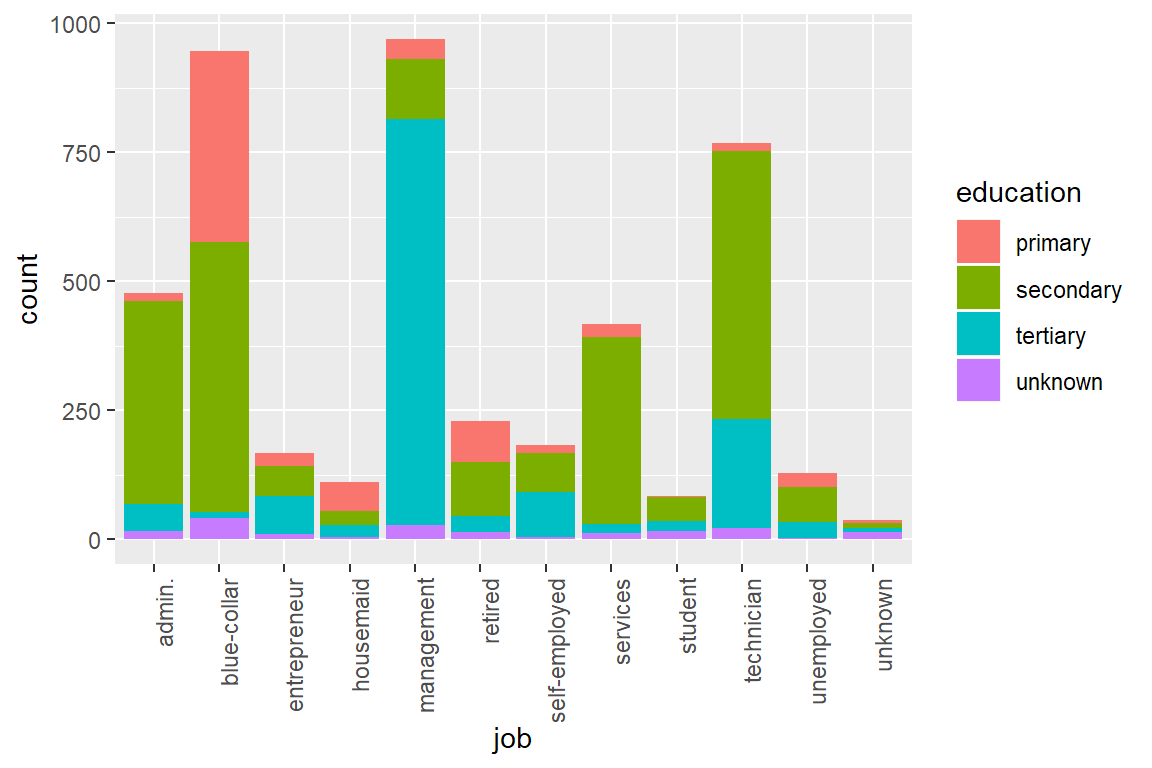 1000
750
500
250
0
count
admin.
blue-collar
entrepreneur
housemaid
management
retired
self-employed
services
student
technician
unemployed
unknown
job
education
primary
secondary
tertiary
unknown